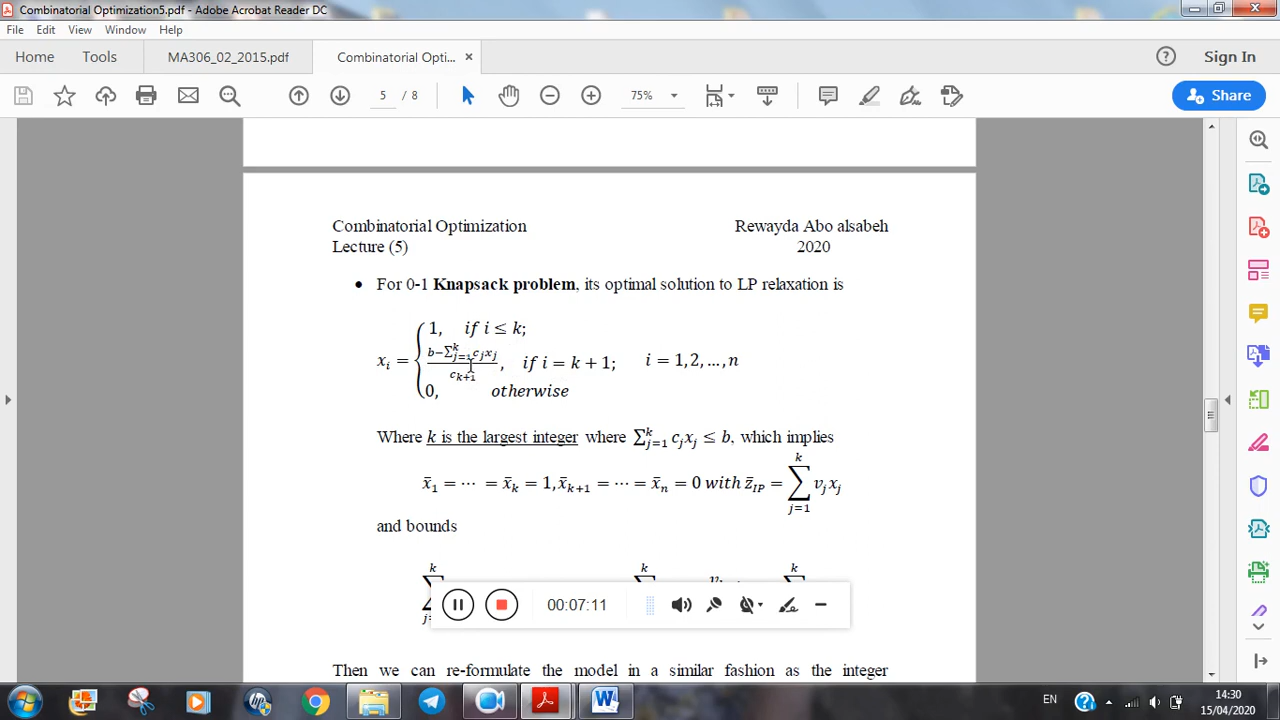 Combinatorial Optimization5.pdf - Adobe Acrobat Reader DC
File Edit View Window Help
Home Tools MA306_02_2015.pdf Combinatorial Opti... × Sign In
5 / 8 75% Share
Combinatorial Optimization Rewayda Abo alsabeh
Lecture (5) 2020
• For 0-1 Knapsack problem, its optimal solution to LP relaxation is
x_i = { 1, if i ≤ k;
(b−∑_{j=1}^{k} c_j x_j)/c_{k+1}, if i = k + 1; i = 1,2, …, n
0, otherwise
Where k is the largest integer where ∑_{j=1}^{k} c_j x_j ≤ b, which implies
x̄_1 = ⋯ = x̄_k = 1, x̄_{k+1} = ⋯ = x̄_n = 0 with z̄_{IP} = ∑_{j=1}^{k} v_j x_j
and bounds
00:07:11
Then we can re-formulate the model in a similar fashion as the integer
EN 14:30
15/04/2020